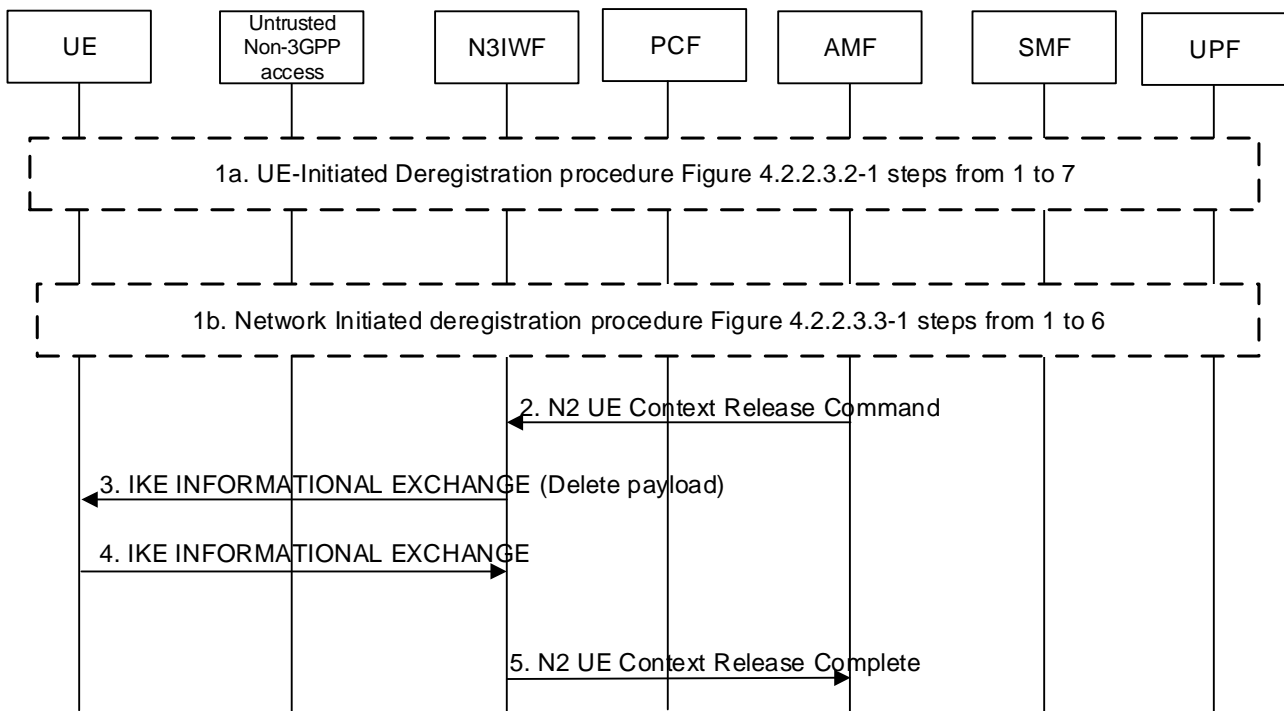 UE
Untrusted
Non-3GPP
access
N3IWF
PCF
AMF
SMF
UPF
1a. UE-Initiated Deregistration procedure Figure 4.2.2.3.2-1 steps from 1 to 7
1b. Network Initiated deregistration procedure Figure 4.2.2.3.3-1 steps from 1 to 6
2. N2 UE Context Release Command
3. IKE INFORMATIONAL EXCHANGE (Delete payload)
4. IKE INFORMATIONAL EXCHANGE
5. N2 UE Context Release Complete